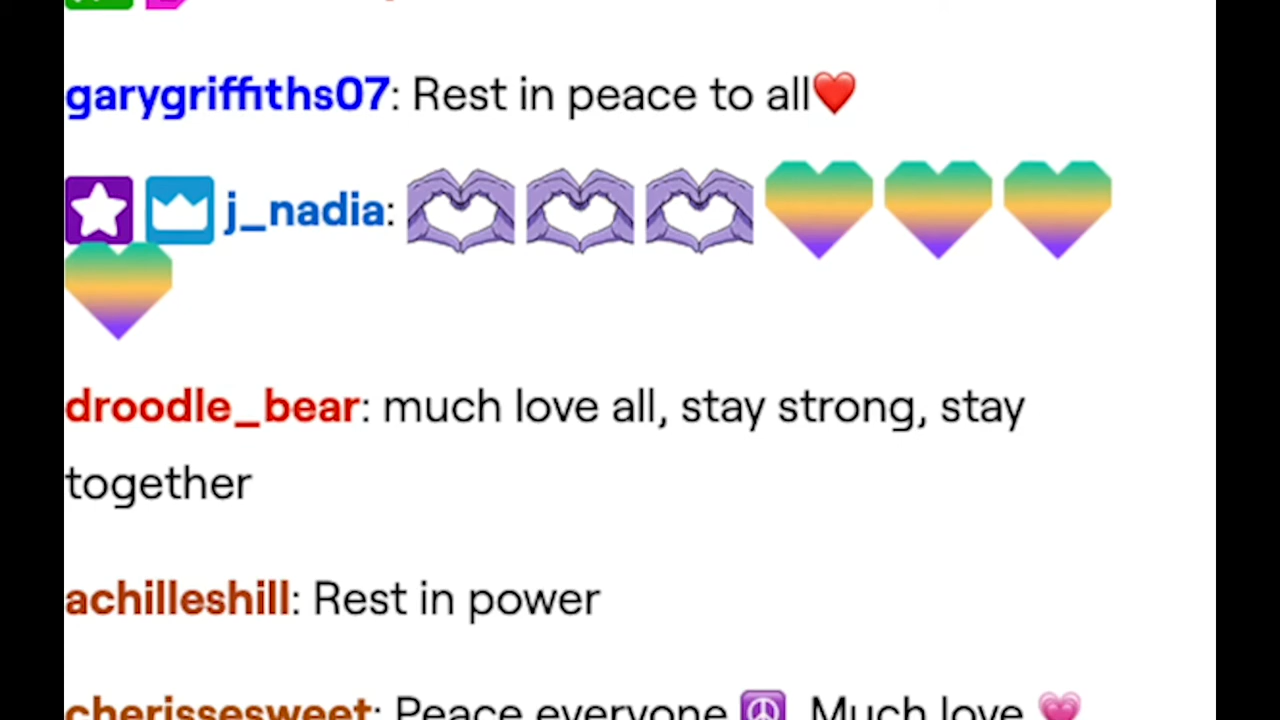 garygriffiths07: Rest in peace to all❤️
j_nadia:
droodle_bear: much love all, stay strong, stay
together
achilleshill: Rest in power
cherissesweet: Peace everyone ☮️ Much love 💗